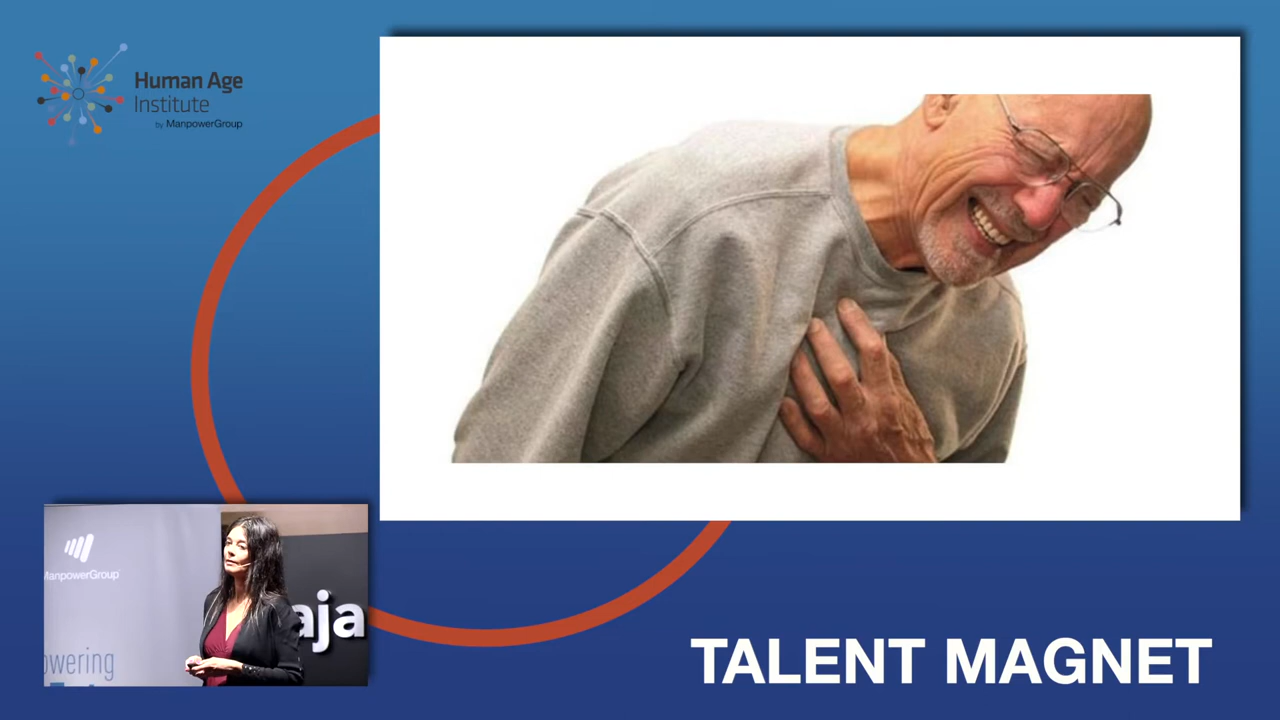 Human Age
Institute
by ManpowerGroup
ManpowerGroup
aja
owering
TALENT MAGNET